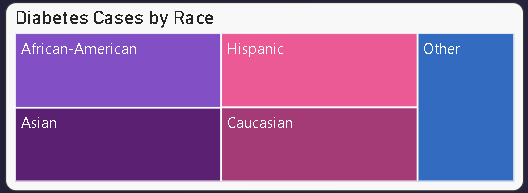 Diabetes Cases by Race
African-American
Hispanic
Other
Asian
Caucasian